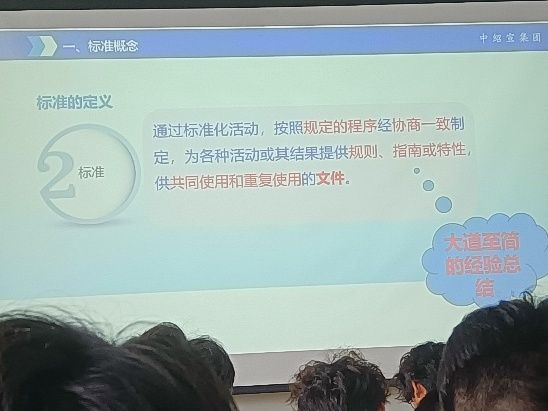 一、标准概念
中绍宣集团
标准的定义
2
标准
通过标准化活动，按照规定的程序经协商一致制
定，为各种活动或其结果提供规则、指南或特性，
供共同使用和重复使用的文件。
大道至简
的经验总
结